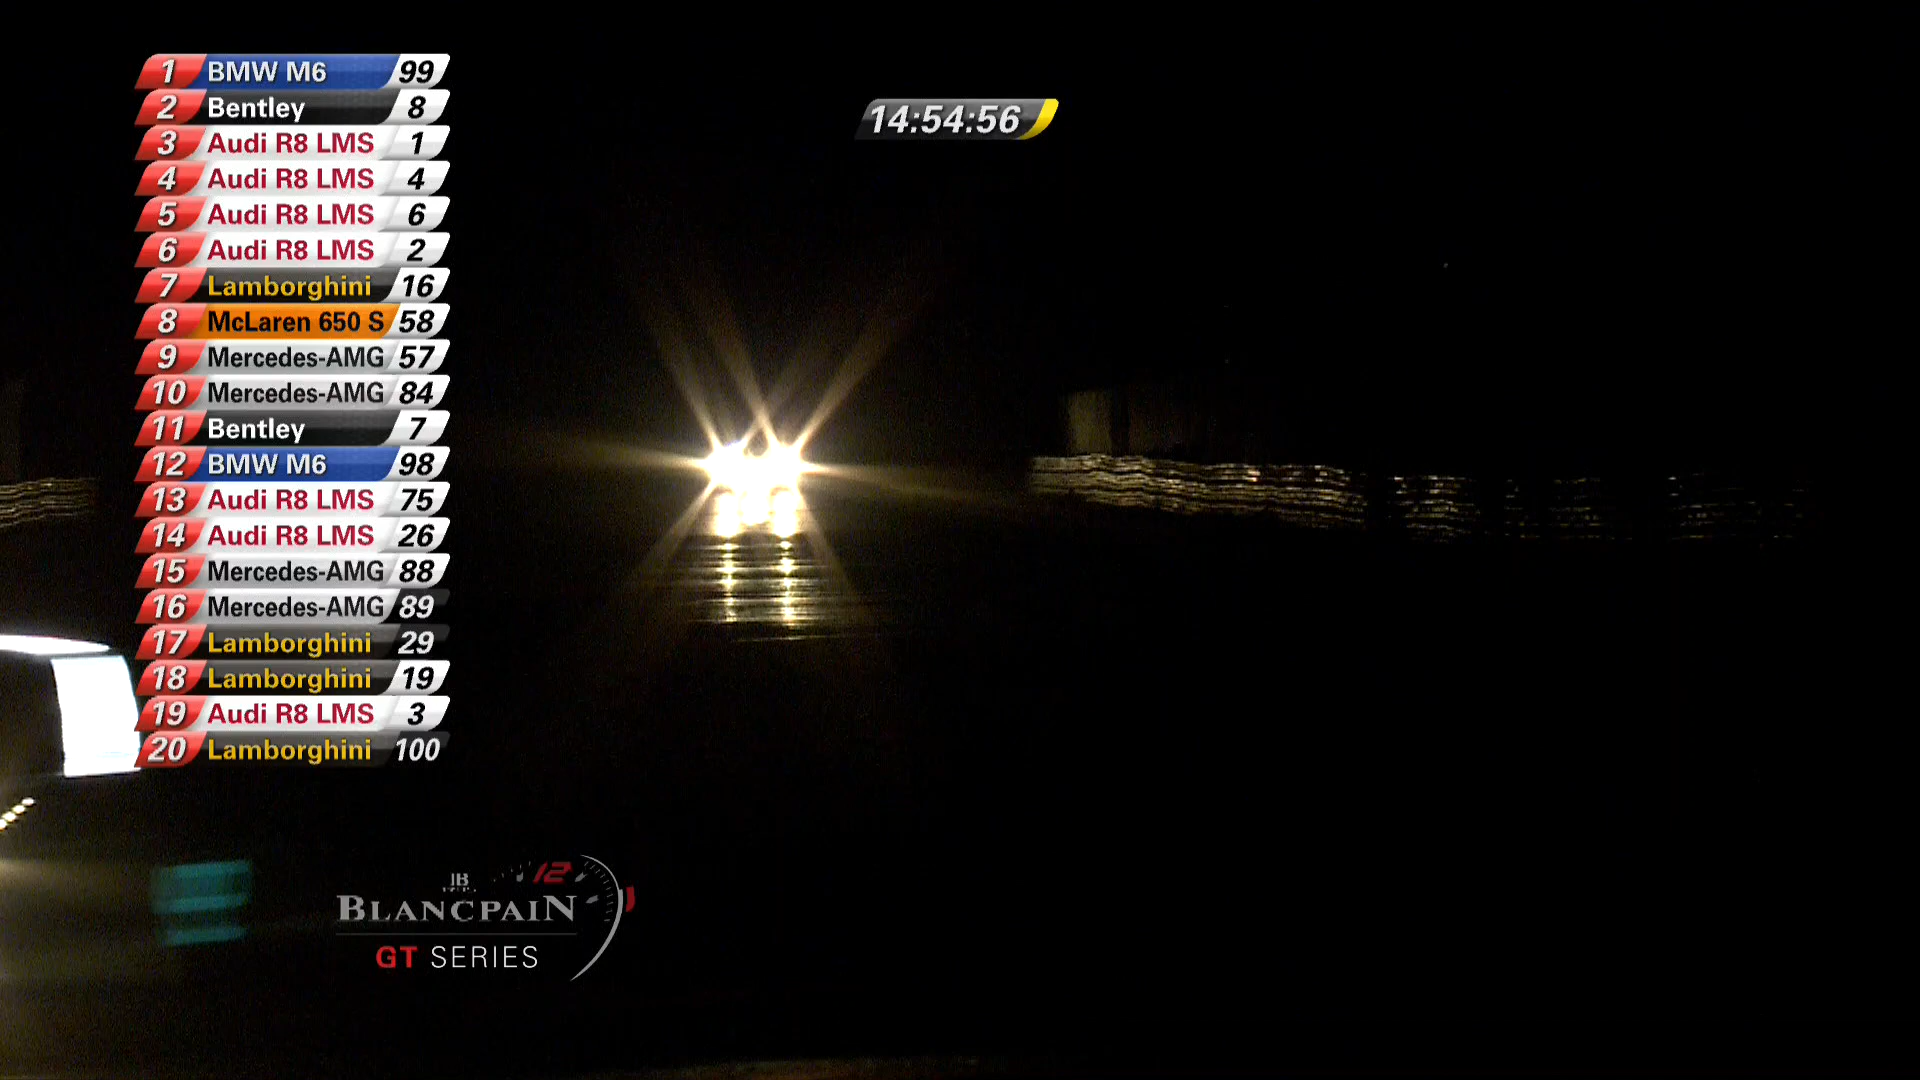 1 BMW M6 99
2 Bentley 8
3 Audi R8 LMS 1
4 Audi R8 LMS 4
5 Audi R8 LMS 6
6 Audi R8 LMS 2
7 Lamborghini 16
8 McLaren 650 S 58
9 Mercedes-AMG 57
10 Mercedes-AMG 84
11 Bentley 7
12 BMW M6 98
13 Audi R8 LMS 75
14 Audi R8 LMS 26
15 Mercedes-AMG 88
16 Mercedes-AMG 89
17 Lamborghini 29
18 Lamborghini 19
19 Audi R8 LMS 3
20 Lamborghini 100
14:54:56
JB
12
BLANCPAIN
GT SERIES